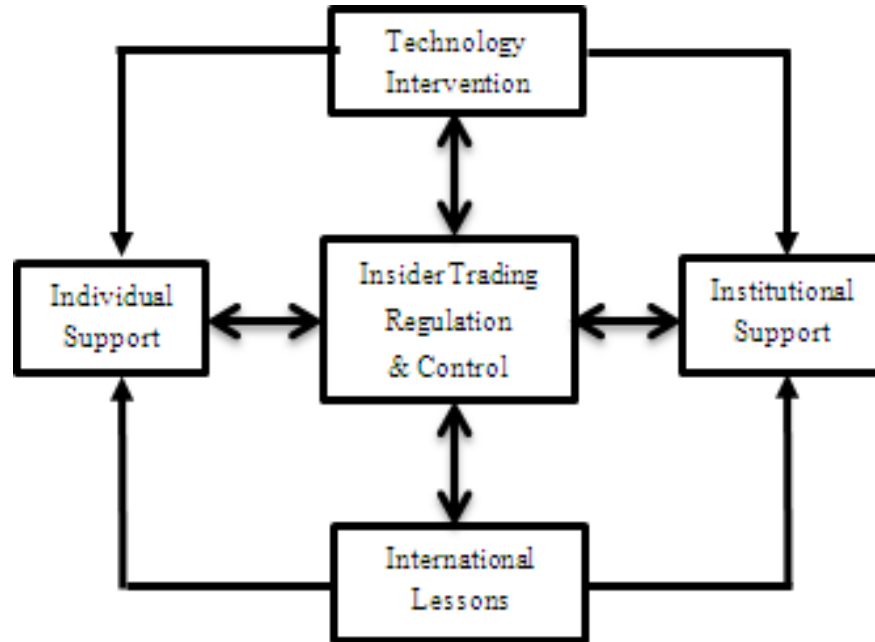 Technology
Intervention
Individual
Support
Insider Trading
Regulation
& Control
Institutional
Support
International
Lessons